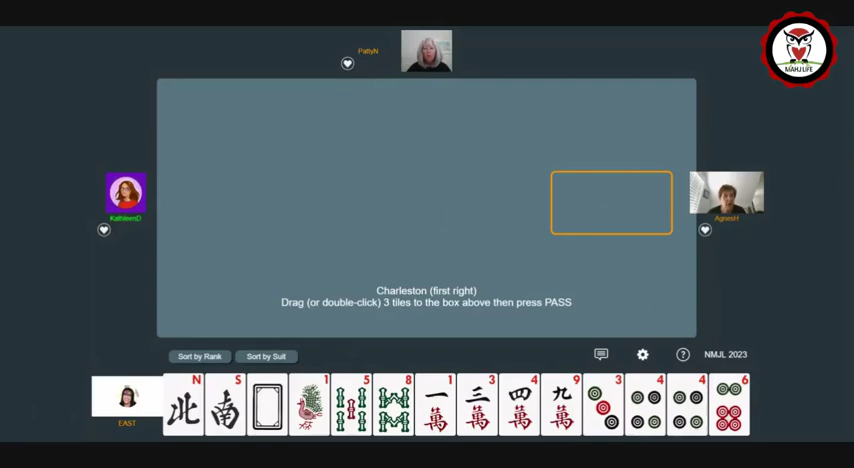 PattyN
MAHJ LIFE
KathleenD
AgnesH
Charleston (first right)
Drag (or double-click) 3 tiles to the box above then press PASS
Sort by Rank Sort by Suit ? NMJL 2023
EAST
N S 1 5 8 1 3 4 9 3 4 4 6
北 南 一 三 四 九
萬 萬 萬 萬